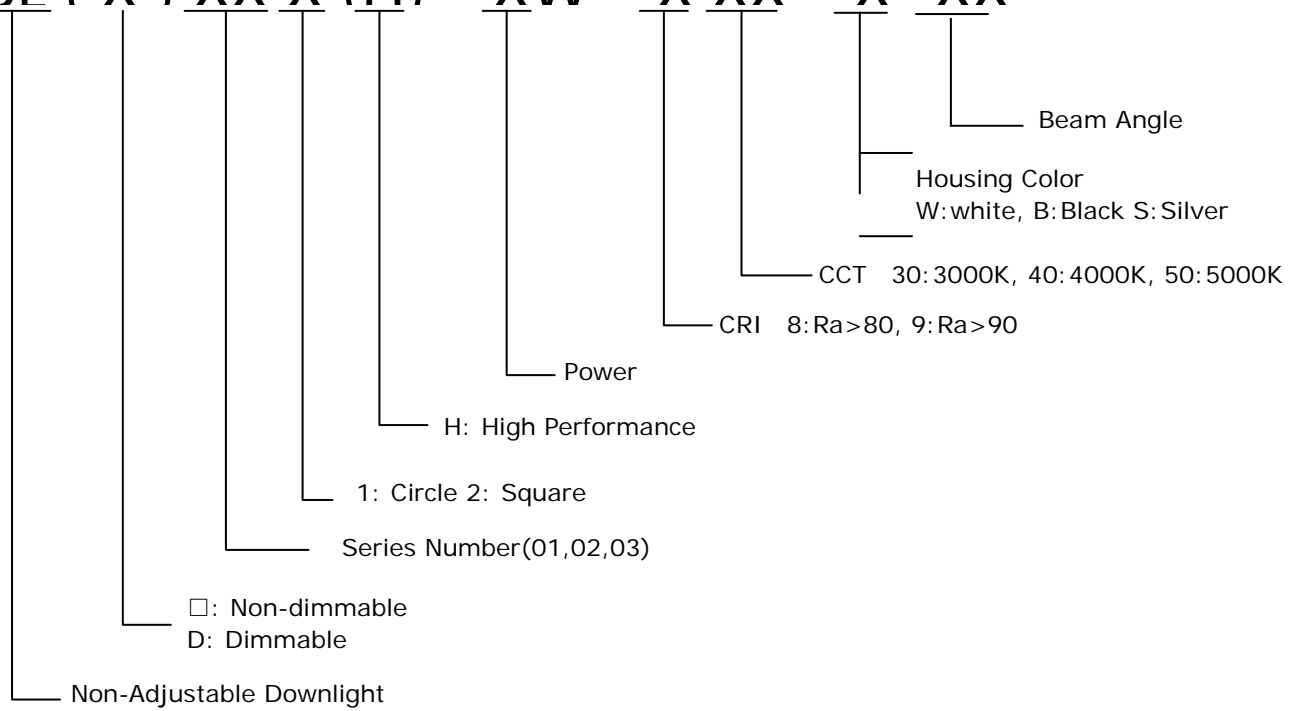 Beam Angle
Housing Color
W:white, B:Black S:Silver
CCT 30:3000K, 40:4000K, 50:5000K
CRI 8:Ra>80, 9:Ra>90
Power
H: High Performance
1: Circle 2: Square
Series Number(01,02,03)
□: Non-dimmable
D: Dimmable
Non-Adjustable Downlight